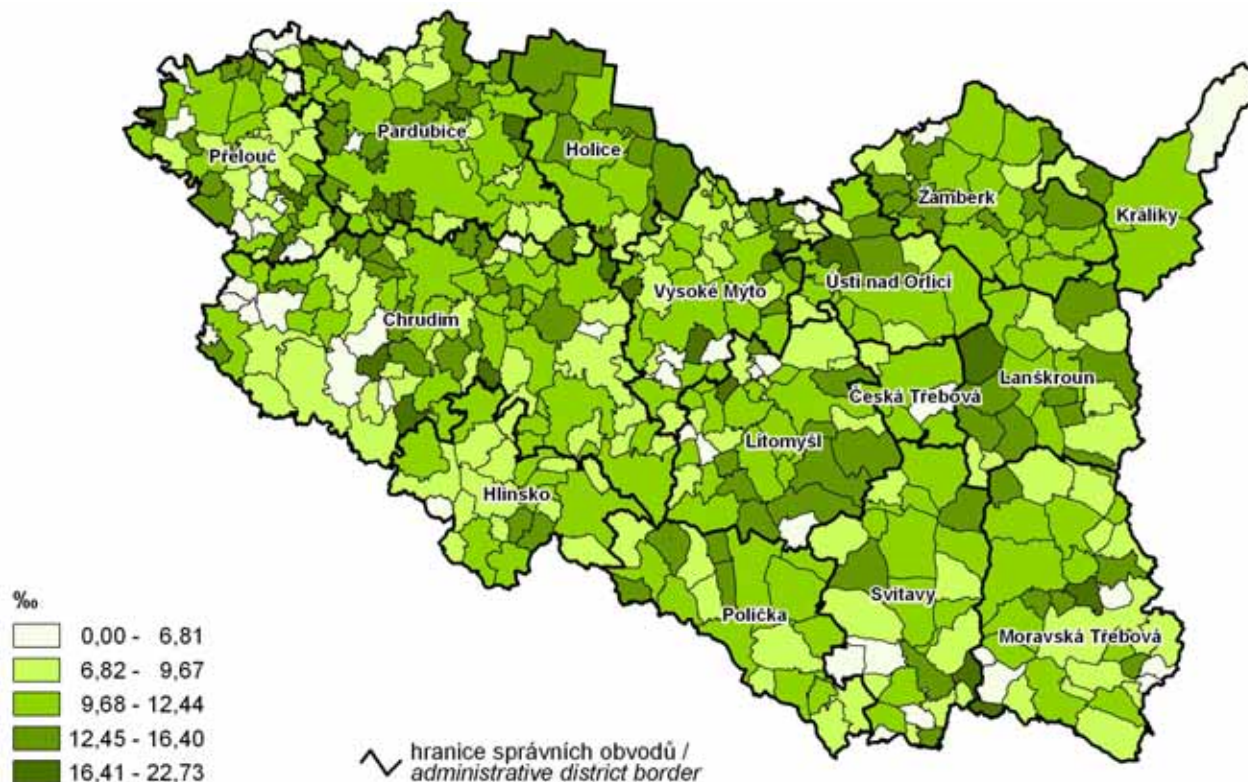 Pardubice
Přelouč
Holice
Žamberk
Králíky
Ústí nad Orlicí
Vysoké Mýto
Chrudim
Lanškroun
Česká Třebová
Litomyšl
Hlinsko
Svitavy
Polička
Moravská Třebová
‰
0,00 - 6,81
6,82 - 9,67
9,68 - 12,44
12,45 - 16,40
16,41 - 22,73
hranice správních obvodů /
administrative district border